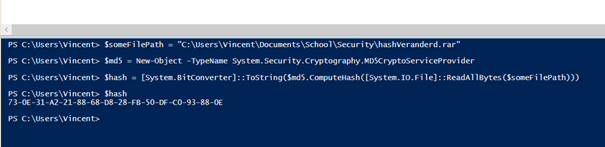 PS C:\Users\Vincent> $someFilePath = "C:\Users\Vincent\Documents\School\Security\hashVeranderd.rar"
PS C:\Users\Vincent> $md5 = New-Object -TypeName System.Security.Cryptography.MD5CryptoServiceProvider
PS C:\Users\Vincent> $hash = [System.BitConverter]::ToString($md5.ComputeHash([System.IO.File]::ReadAllBytes($someFilePath)))
PS C:\Users\Vincent> $hash
73-0E-31-A2-21-88-68-D8-28-FB-50-DF-C0-93-88-0E
PS C:\Users\Vincent>